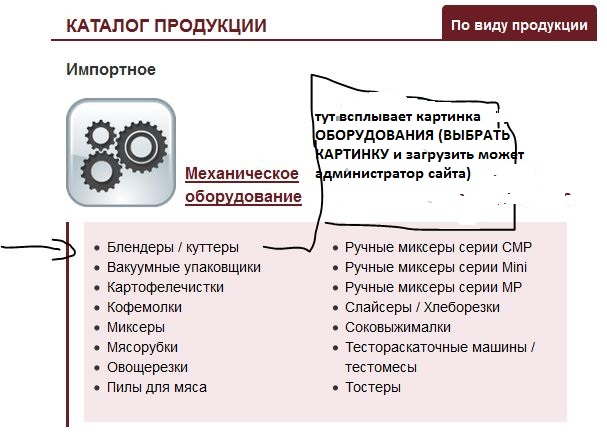 КАТАЛОГ ПРОДУКЦИИ
По виду продукции
Импортное
тут всплывает картинка
ОБОРУДОВАНИЯ (ВЫБРАТЬ
КАРТИНКУ и загрузить может
администратор сайта)
Механическое
оборудование
Блендеры / куттеры
Вакуумные упаковщики
Картофелечистки
Кофемолки
Миксеры
Мясорубки
Овощерезки
Пилы для мяса
Ручные миксеры серии CMP
Ручные миксеры серии Mini
Ручные миксеры серии MP
Слайсеры / Хлеборезки
Соковыжималки
Тестораскаточные машины /
тестомесы
Тостеры